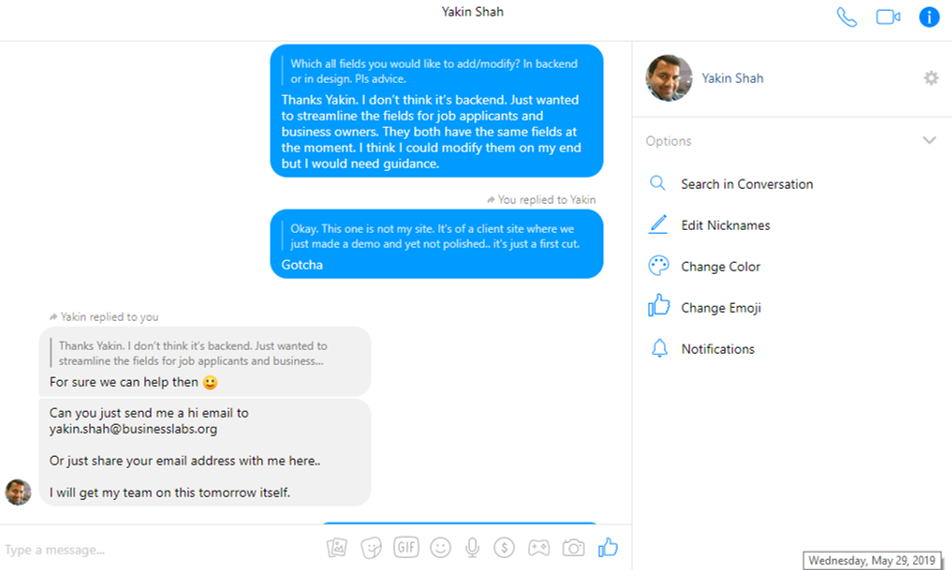 Yakin Shah
Which all fields you would like to add/modify? In backend
or in design. Pls advice.
Thanks Yakin. I don't think it's backend. Just wanted
to streamline the fields for job applicants and
business owners. They both have the same fields at
the moment. I think I could modify them on my end
but I would need guidance.
You replied to Yakin
Okay. This one is not my site. It's of a client site where we
just made a demo and yet not polished.. it's just a first cut.
Gotcha
Yakin replied to you
Thanks Yakin. I don't think it's backend. Just wanted to
streamline the fields for job applicants and business...
For sure we can help then 🙂
Can you just send me a hi email to
yakin.shah@businesslabs.org
Or just share your email address with me here..
I will get my team on this tomorrow itself.
Type a message...
GIF
$
Yakin Shah
Options
Search in Conversation
Edit Nicknames
Change Color
Change Emoji
Notifications
Wednesday, May 29, 2019